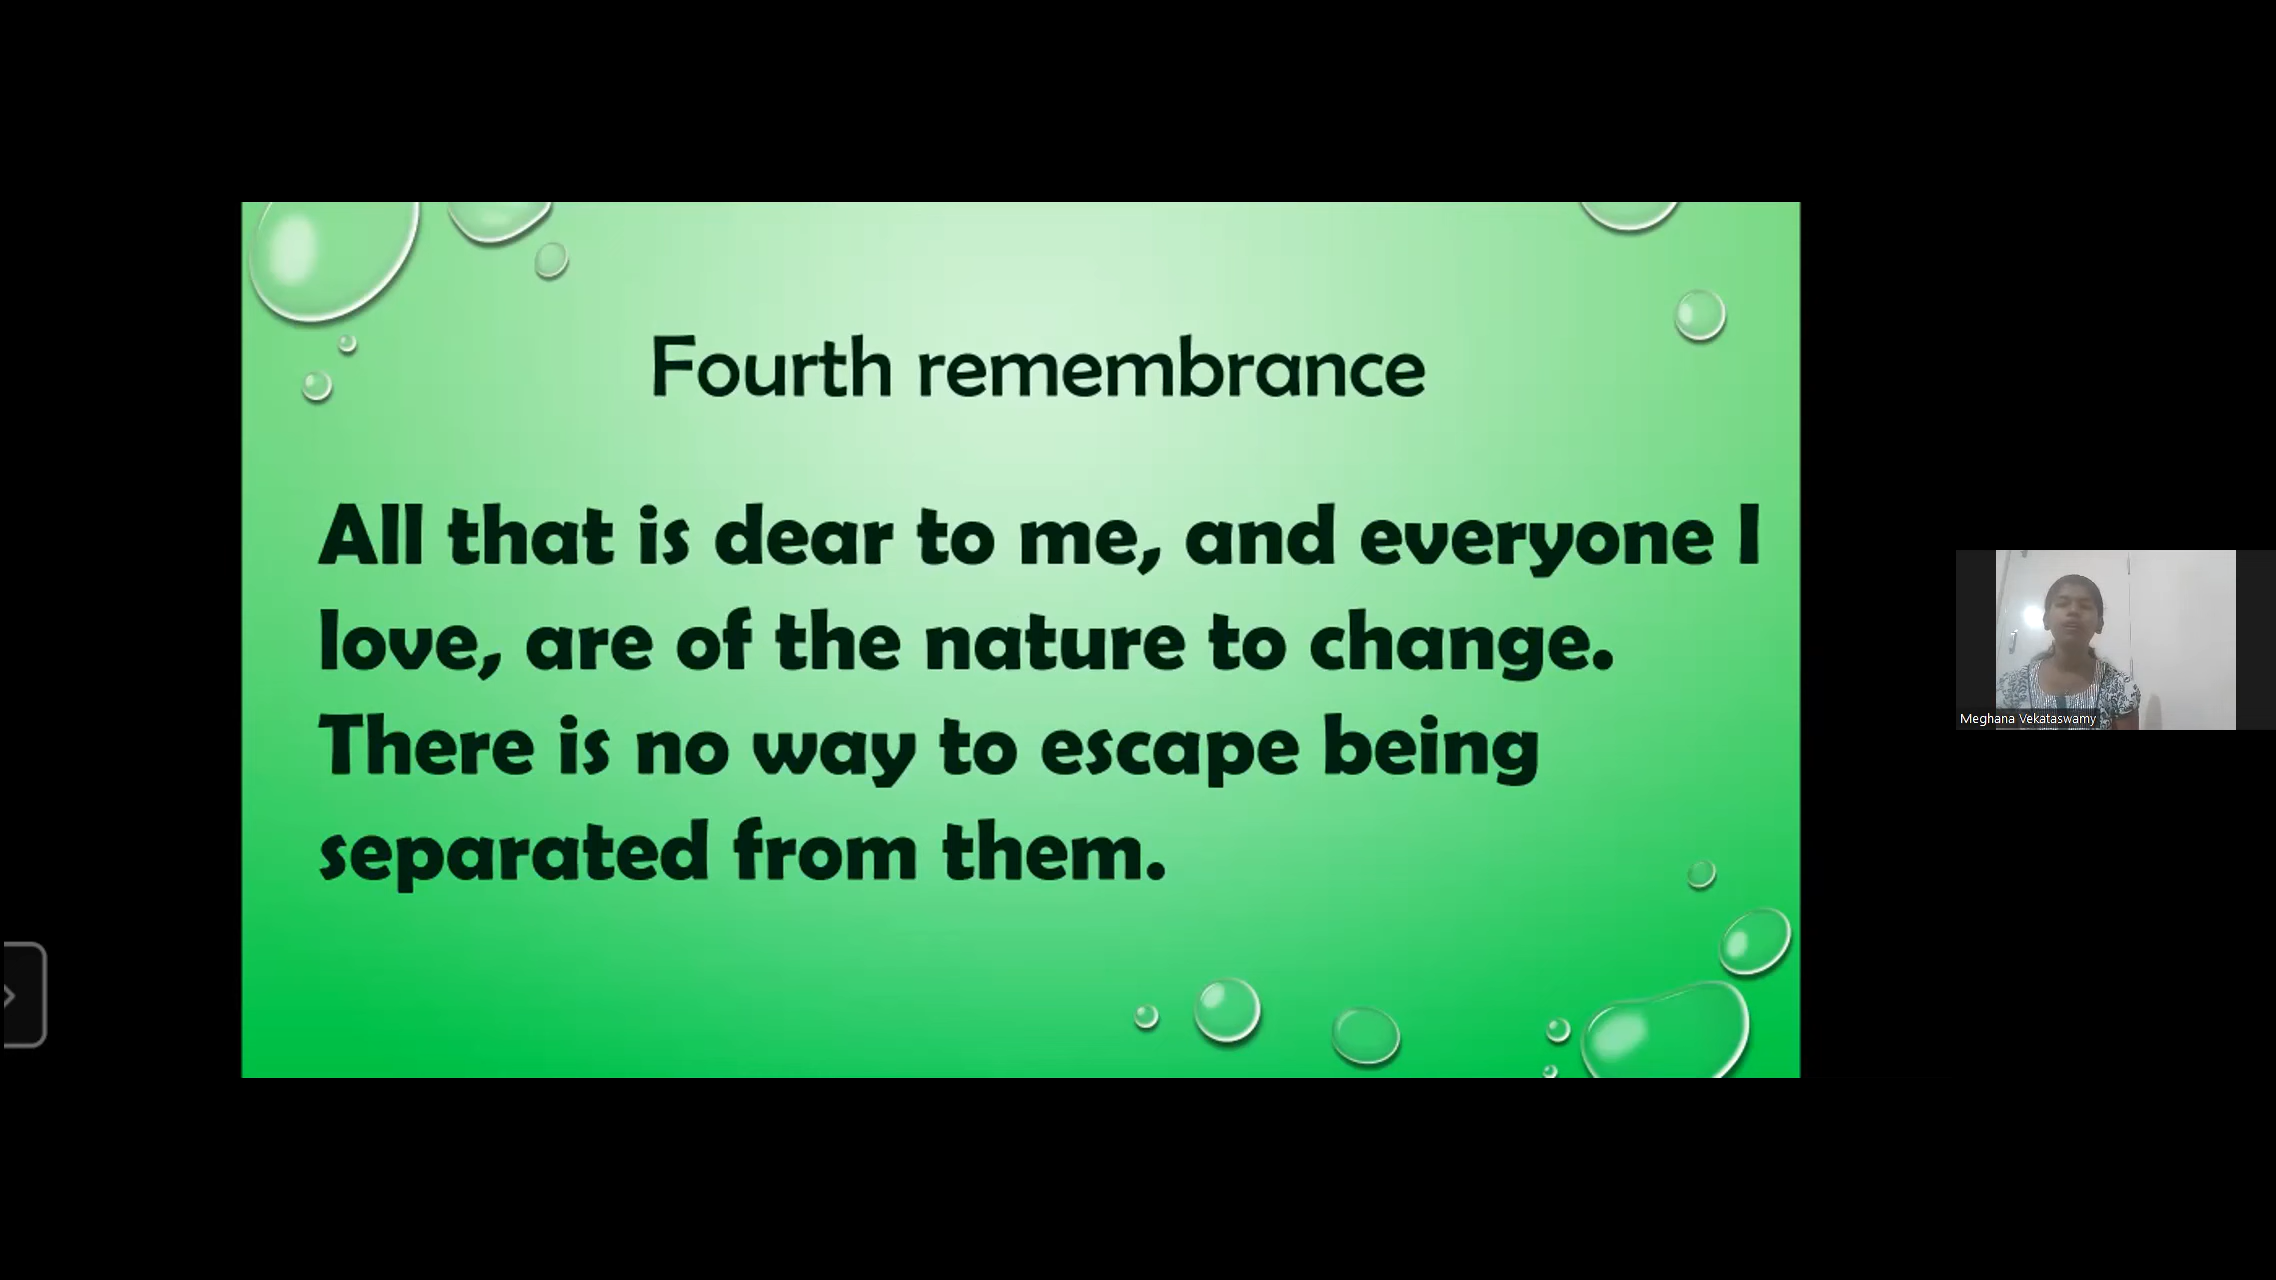 Fourth remembrance
All that is dear to me, and everyone I
love, are of the nature to change.
There is no way to escape being
separated from them.
Meghana Vekataswamy